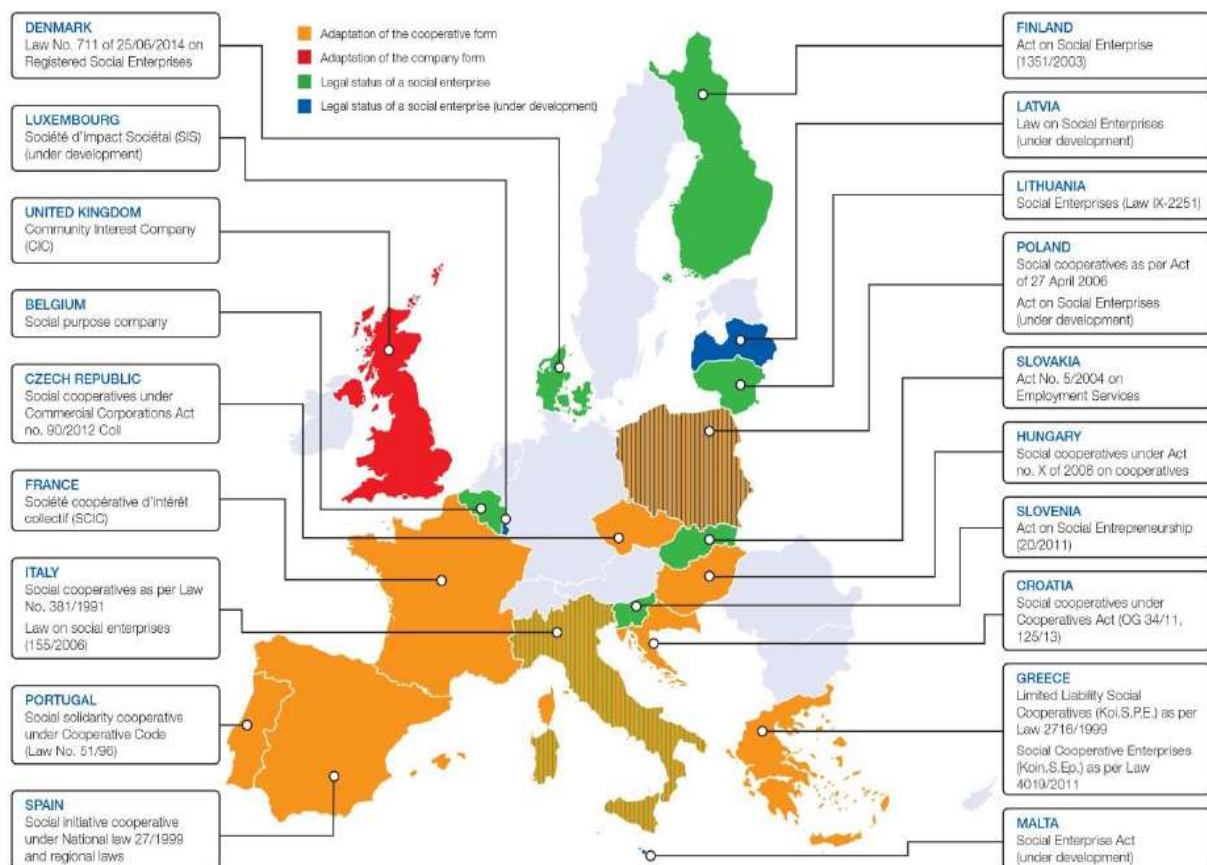 DENMARK
Law No. 711 of 25/06/2014 on
Registered Social Enterprises
LUXEMBOURG
Société d'Impact Sociétal (SIS)
(under development)
UNITED KINGDOM
Community Interest Company
(CIC)
BELGIUM
Social purpose company
CZECH REPUBLIC
Social cooperatives under
Commercial Corporations Act
no. 90/2012 Coll
FRANCE
Société coopérative d'intérêt
collectif (SCIC)
ITALY
Social cooperatives as per Law
No. 381/1991
Law on social enterprises
(155/2006)
PORTUGAL
Social solidarity cooperative
under Cooperative Code
(Law No. 51/96)
SPAIN
Social initiative cooperative
under National law 27/1999
and regional laws
Adaptation of the cooperative form
Adaptation of the company form
Legal status of a social enterprise
Legal status of a social enterprise (under development)
FINLAND
Act on Social Enterprise
(1351/2003)
LATVIA
Law on Social Enterprises
(under development)
LITHUANIA
Social Enterprises (Law IX-2251)
POLAND
Social cooperatives as per Act
of 27 April 2006
Act on Social Enterprises
(under development)
SLOVAKIA
Act No. 5/2004 on
Employment Services
HUNGARY
Social cooperatives under Act
no. X of 2006 on cooperatives
SLOVENIA
Act on Social Entrepreneurship
(20/2011)
CROATIA
Social cooperatives under
Cooperatives Act (OG 34/11,
125/13)
GREECE
Limited Liability Social
Cooperatives (Koi.S.P.E.) as per
Law 2716/1999
Social Cooperative Enterprises
(Koin.S.Ep.) as per Law
4019/2011
MALTA
Social Enterprise Act
(under development)